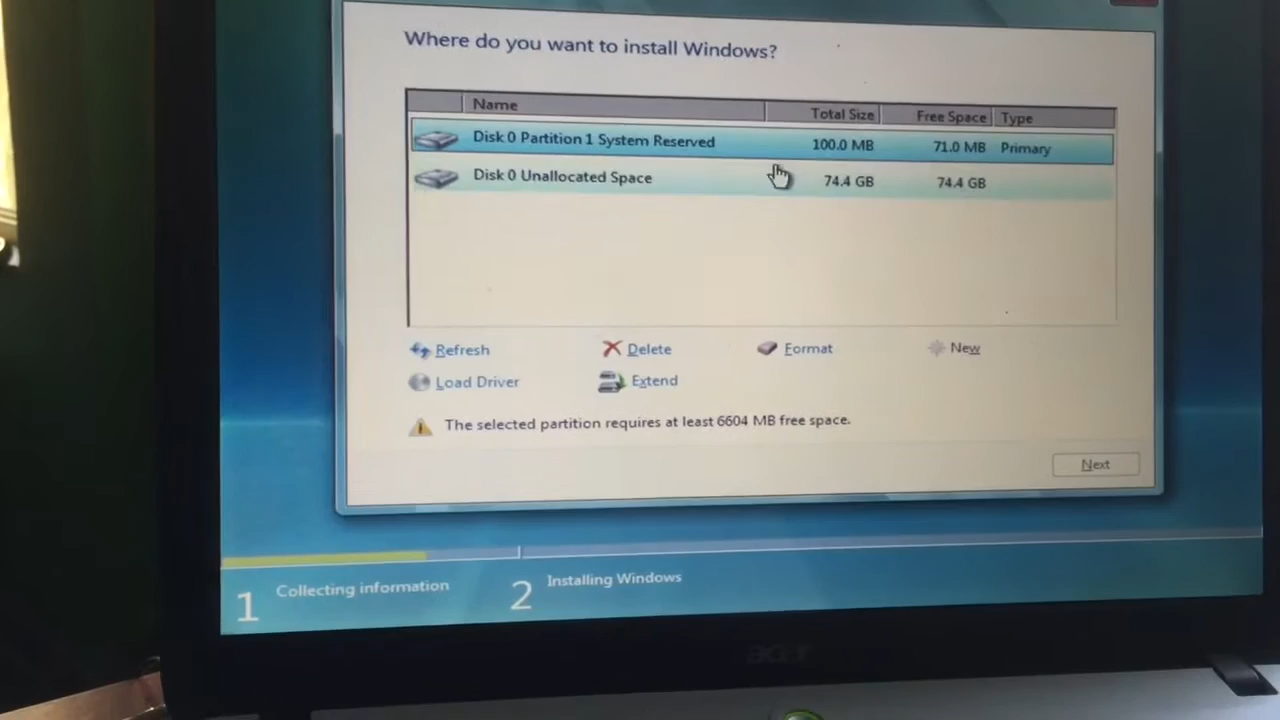 Where do you want to install Windows?
Name Total Size Free Space Type
Disk 0 Partition 1 System Reserved 100.0 MB 71.0 MB Primary
Disk 0 Unallocated Space 74.4 GB 74.4 GB
Refresh Delete Format New
Load Driver Extend
The selected partition requires at least 6604 MB free space.
Next
1 Collecting information 2 Installing Windows
acer